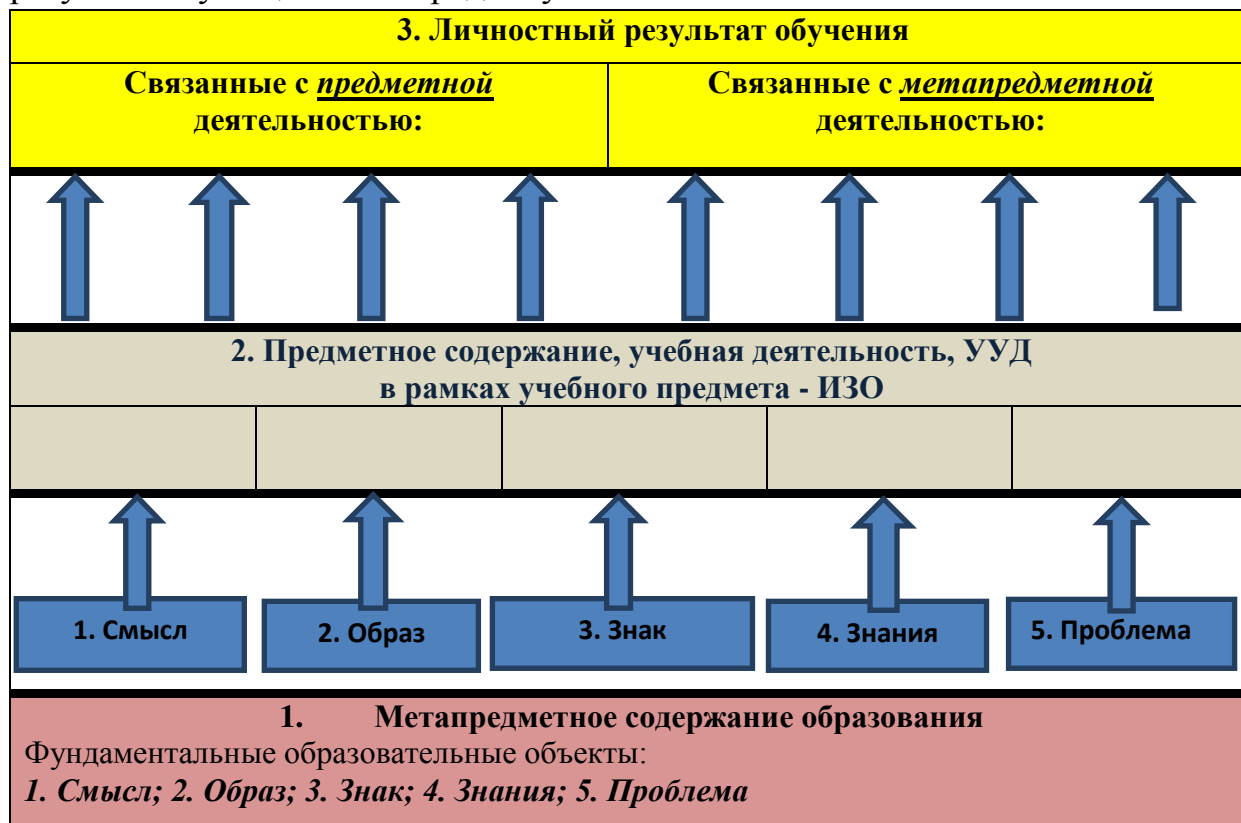 3. Личностный результат обучения
Связанные с предметной
деятельностью:
Связанные с метапредметной
деятельностью:
2. Предметное содержание, учебная деятельность, УУД
в рамках учебного предмета - ИЗО
1. Смысл
2. Образ
3. Знак
4. Знания
5. Проблема
1. Метапредметное содержание образования
Фундаментальные образовательные объекты:
1. Смысл; 2. Образ; 3. Знак; 4. Знания; 5. Проблема